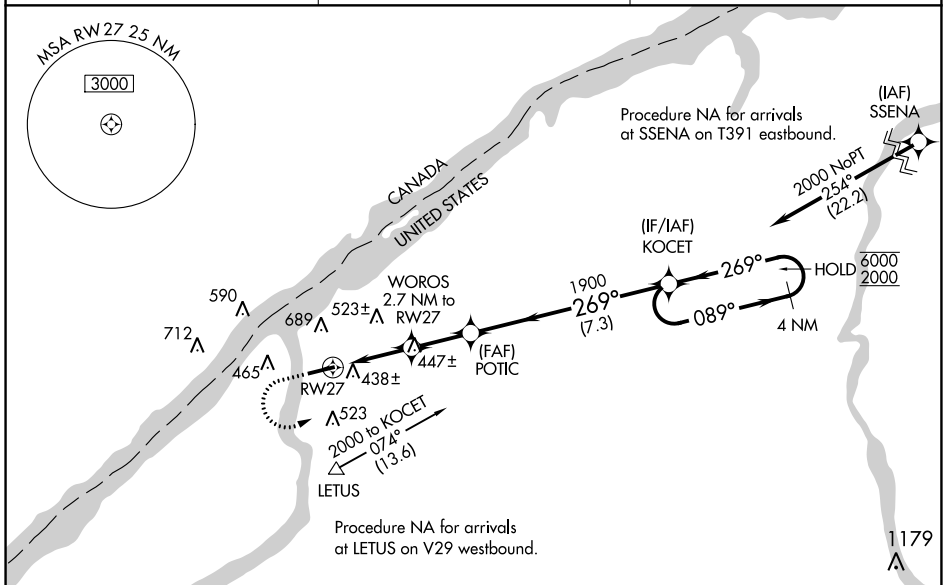 MSA RW27 25 NM
3000
(IAF)
SSENA
Procedure NA for arrivals
at SSENA on T391 eastbound.
2000 NoPT
254°
(22.2)
CANADA
UNITED STATES
(IF/IAF)
KOCET
269°
HOLD
6000
2000
089°
4 NM
1900
269°
(7.3)
WOROS
2.7 NM to
RW27
590
689
523±
712
465
447±
(FAF)
POTIC
RW27
438±
523
2000 to KOCET
074°
(13.6)
LETUS
Procedure NA for arrivals
at LETUS on V29 westbound.
1179